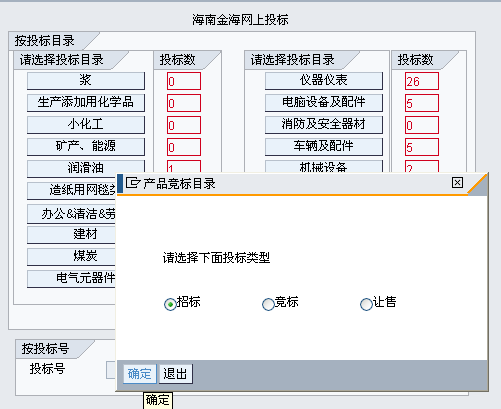 海南金海网上投标
按投标目录
请选择投标目录 投标数 请选择投标目录 投标数
浆 0 仪器仪表 26
生产添加用化学品 0 电脑设备及配件 5
小化工 0 消防及安全器材 0
矿产、能源 0 车辆及配件 5
润滑油 1 机械设备 2
造纸用网毯
产品竞标目录
办公&清洁&劳
建材
请选择下面投标类型
煤炭
电气元器件
招标 竞标 让售
按投标号
投标号
确定 退出
确定